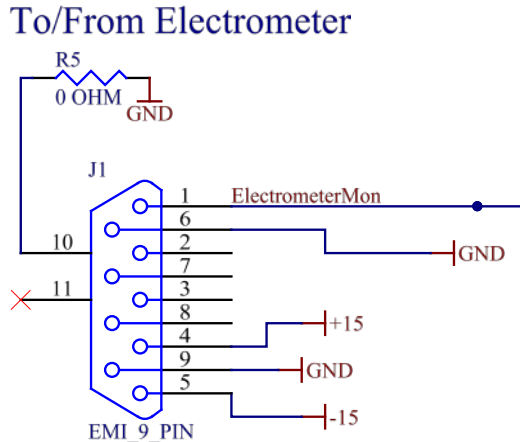 To/From Electrometer
R5
0 OHM
GND
J1
1
ElectrometerMon
6
10
2
GND
7
11
3
8
+15
4
9
GND
5
-15
EMI_9_PIN